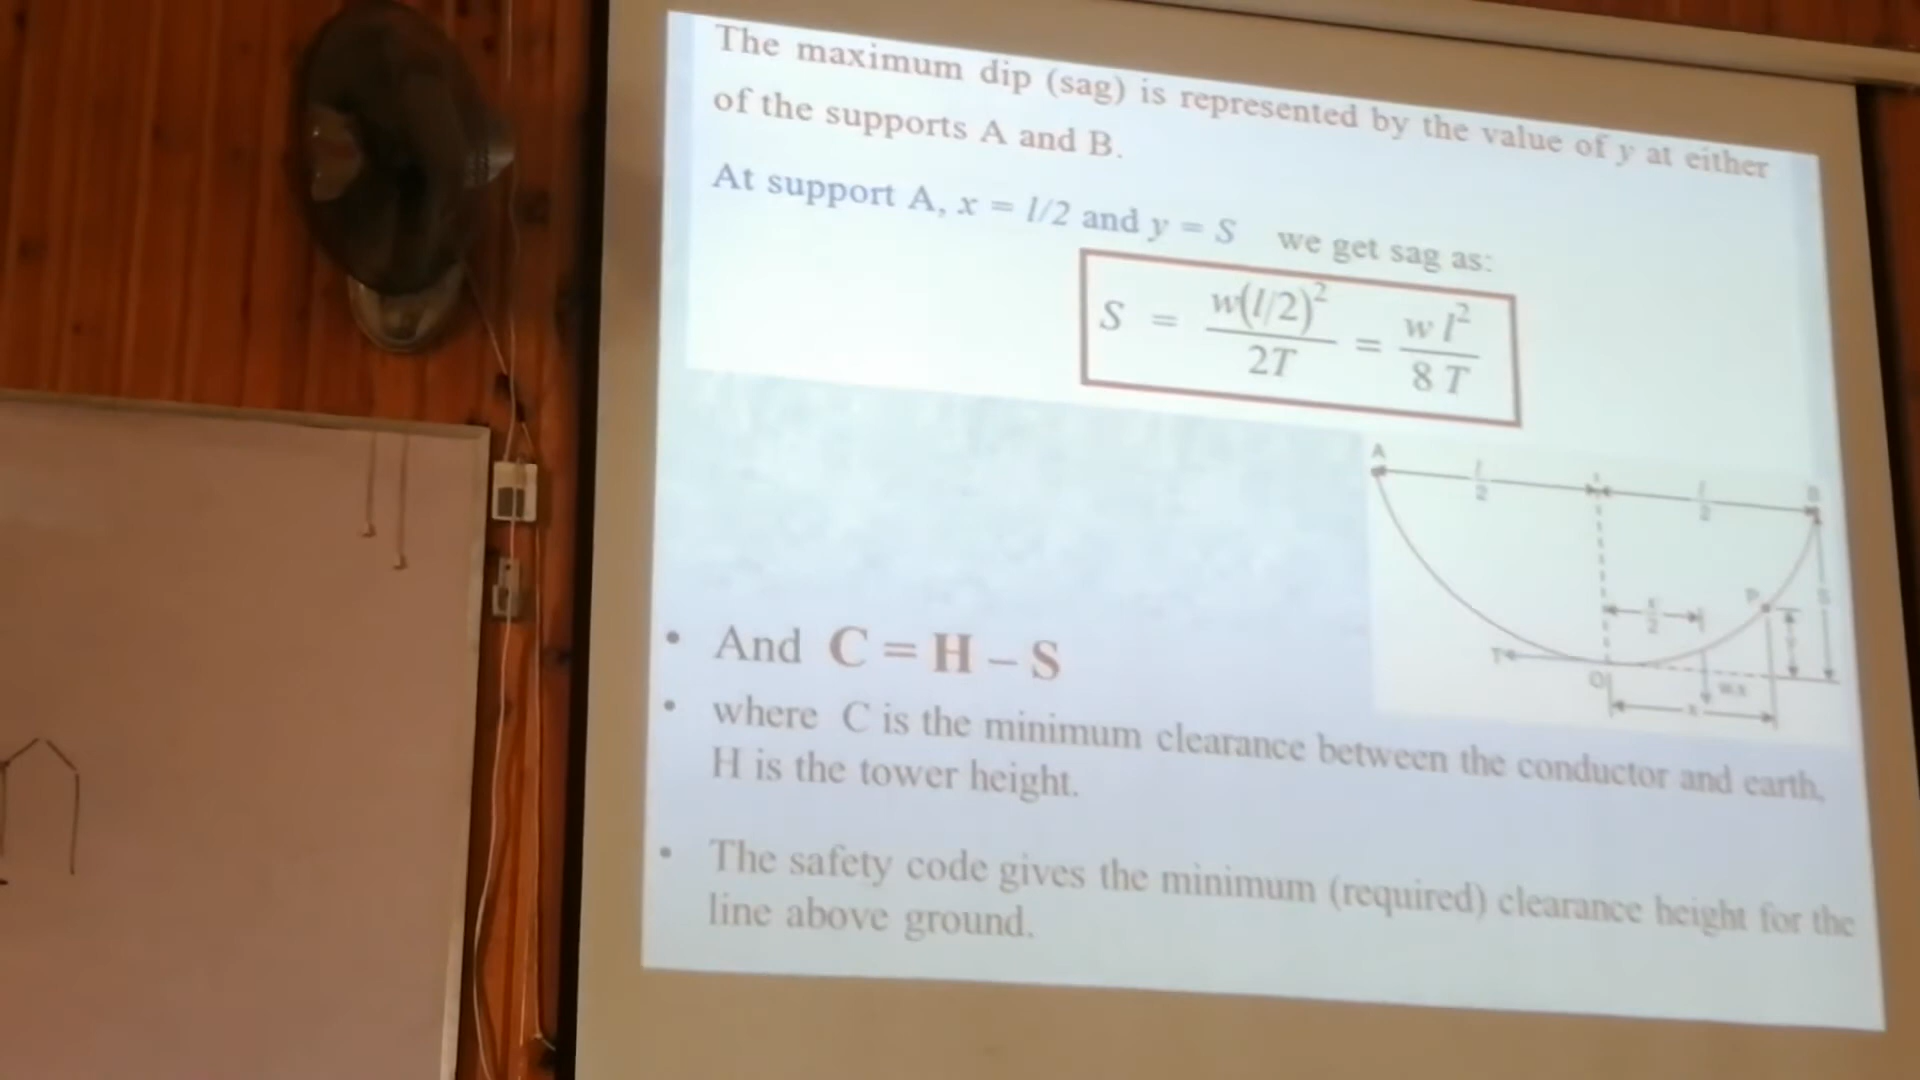 The maximum dip (sag) is represented by the value of y at either
of the supports A and B.
At support A, x = l/2 and y = S we get sag as:
S = w(l/2)² / 2T = w l² / 8 T
A
l/2
l/2
B
P
S
x/2
y
T
O
wx
x
• And C = H – S
• where C is the minimum clearance between the conductor and earth,
H is the tower height.
• The safety code gives the minimum (required) clearance height for the
line above ground.